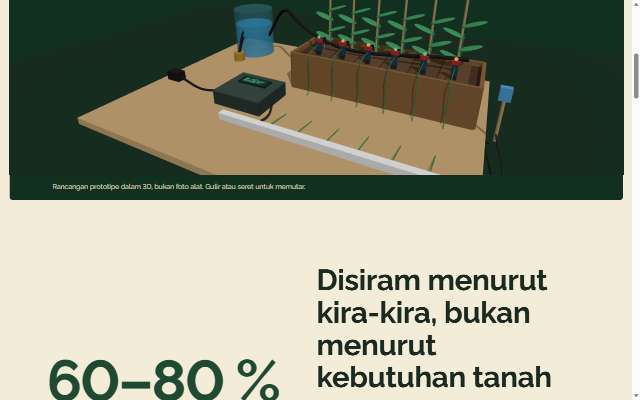 Rancangan prototipe dalam 3D, bukan foto alat. Gulir atau seret untuk memutar.
Disiram menurut
kira-kira, bukan
menurut
kebutuhan tanah
60–80 %